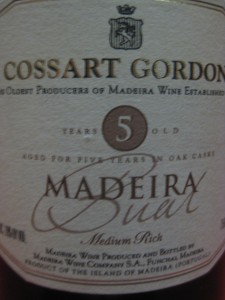 COSSART GORDON
OLDEST PRODUCERS OF MADEIRA WINE ESTABLISHED
YEARS 5 OLD
AGED FOR FIVE YEARS IN OAK CASKS
MADEIRA
Bual
Medium Rich
MADEIRA WINE PRODUCED AND BOTTLED BY
MADEIRA WINE COMPANY S.A., FUNCHAL MADEIRA
PRODUCT OF THE ISLAND OF MADEIRA (PORTUGAL)